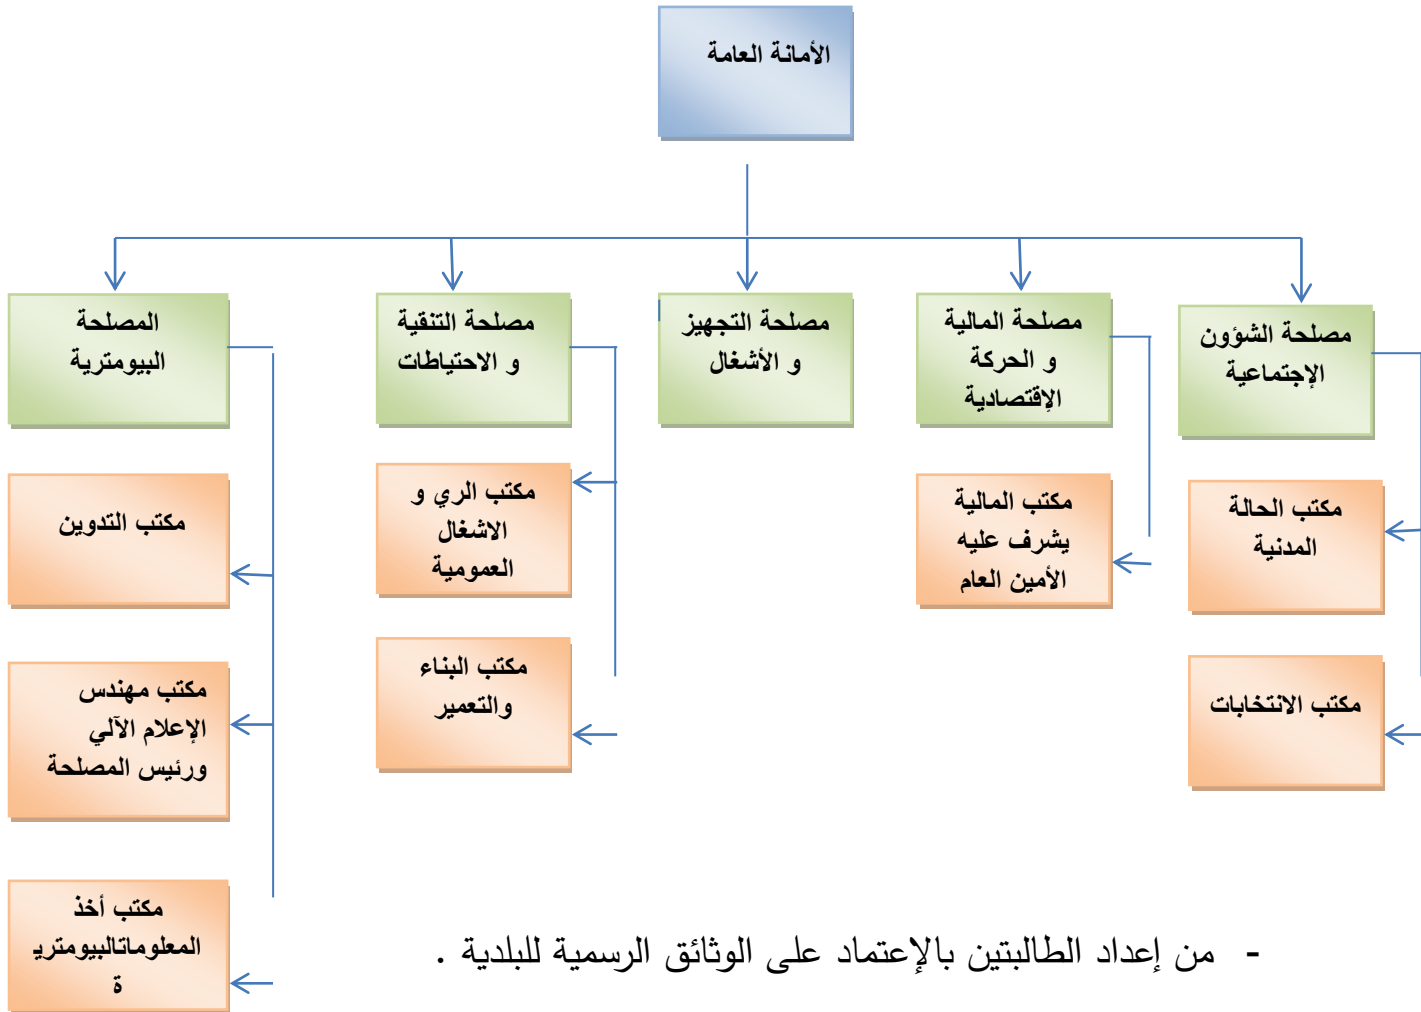 الأمانة العامة
مصلحة الشؤون
الإجتماعية
مصلحة المالية
و الحركة
الإقتصادية
مصلحة التجهيز
و الأشغال
مصلحة التنقية
و الاحتياطات
المصلحة
البيومترية
مكتب الحالة
المدنية
مكتب المالية
يشرف عليه
الأمين العام
مكتب الري و
الاشغال
العمومية
مكتب التدوين
مكتب الانتخابات
مكتب البناء
والتعمير
مكتب مهندس
الإعلام الآلي
ورئيس المصلحة
مكتب أخذ
المعلوماتالبيومتري
ة
- من إعداد الطالبتين بالإعتماد على الوثائق الرسمية للبلدية .